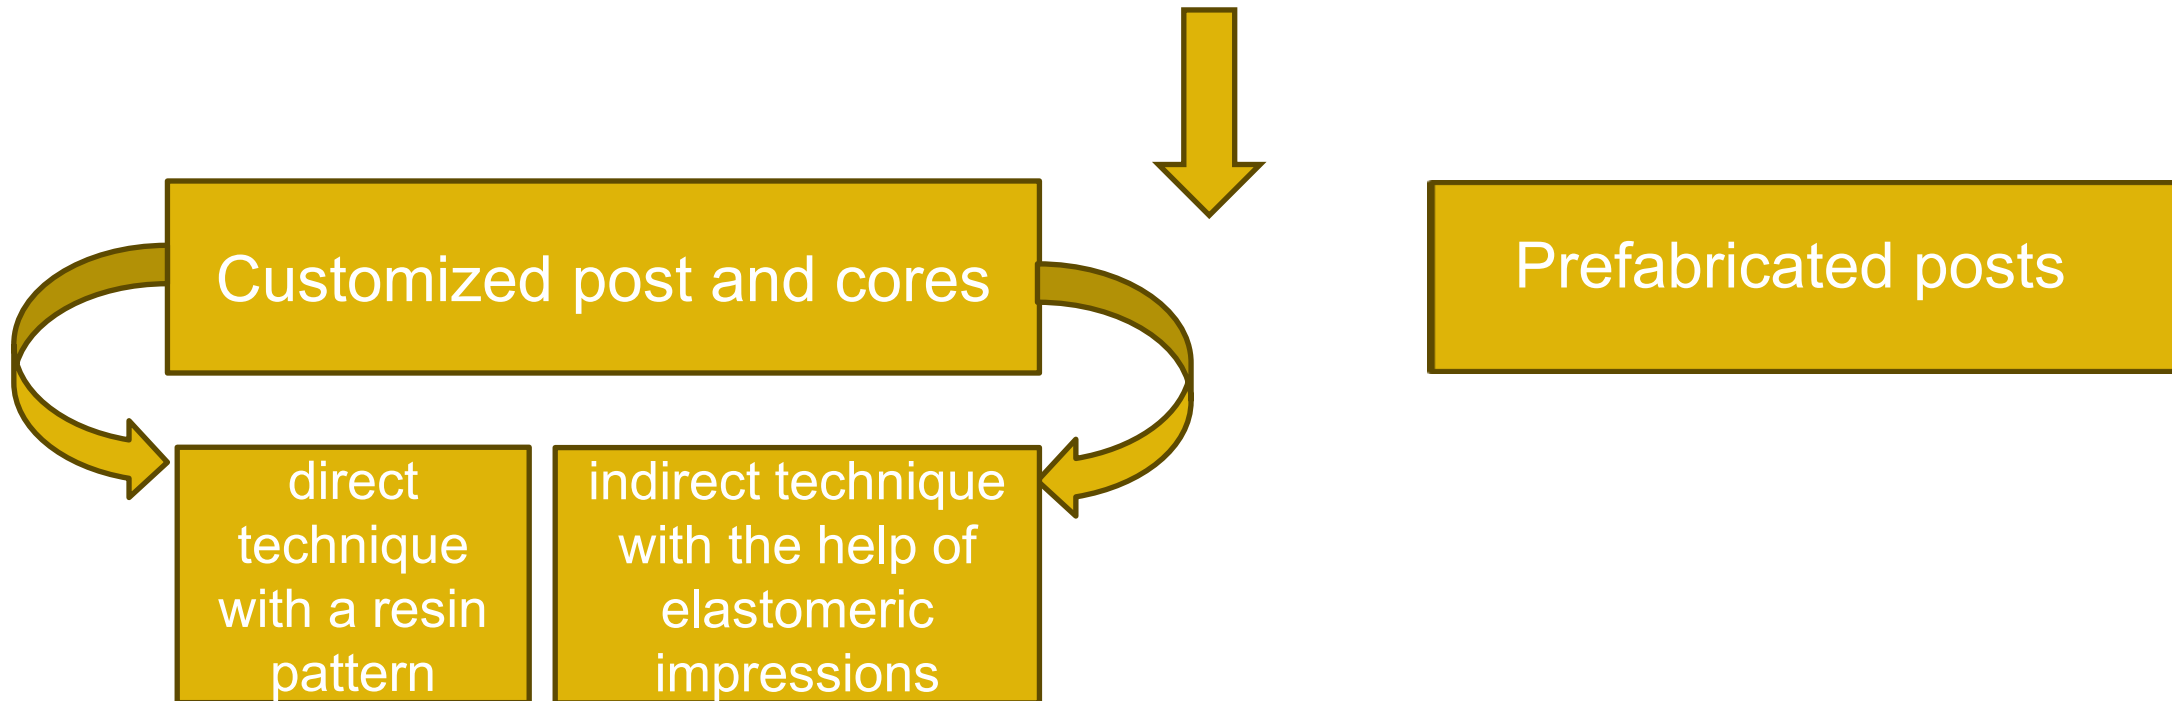 Customized post and cores
Prefabricated posts
direct
technique
with a resin
pattern
indirect technique
with the help of
elastomeric
impressions